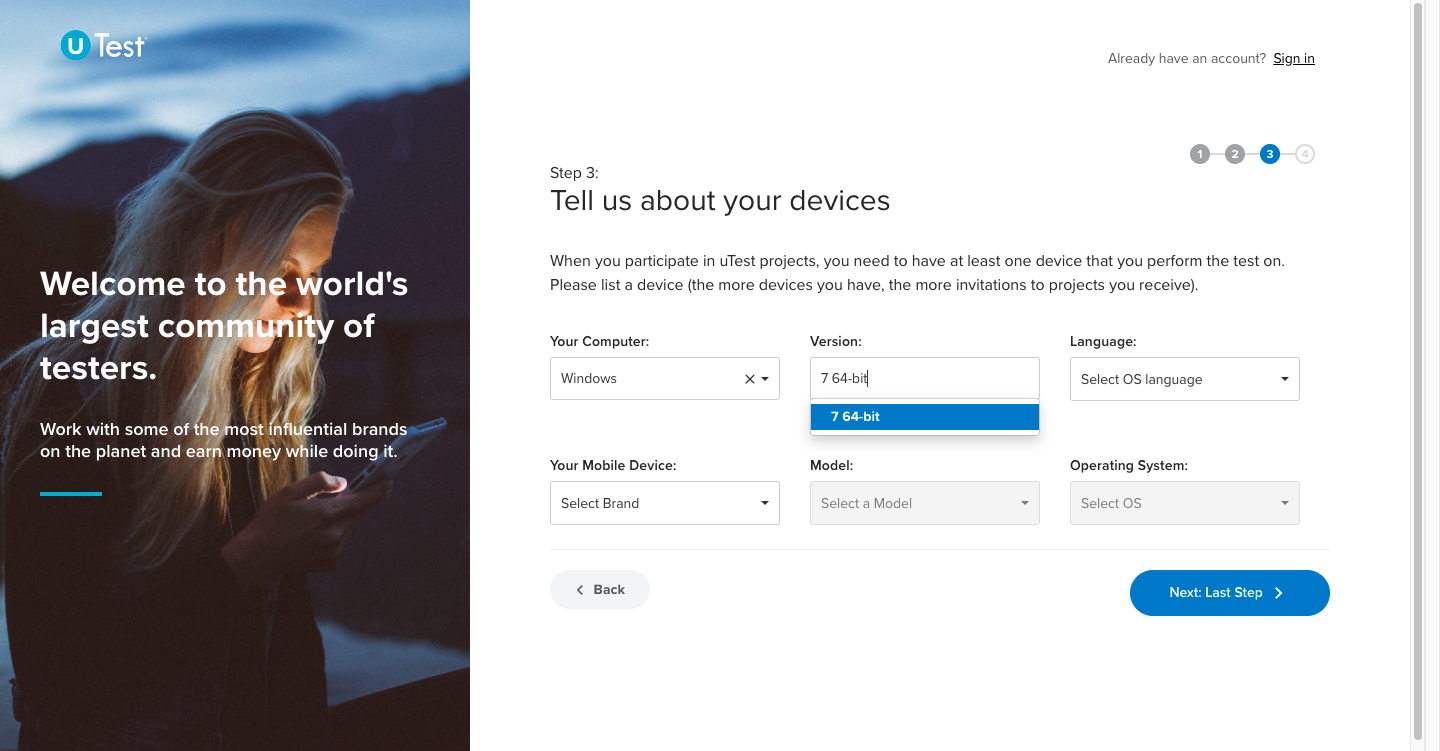 U Test
Already have an account? Sign in
1 2 3 4
Step 3:
Tell us about your devices
Welcome to the world's
largest community of
testers.
Work with some of the most influential brands
on the planet and earn money while doing it.
When you participate in uTest projects, you need to have at least one device that you perform the test on.
Please list a device (the more devices you have, the more invitations to projects you receive).
Your Computer: Version: Language:
Windows 7 64-bit Select OS language
7 64-bit
Your Mobile Device: Model: Operating System:
Select Brand Select a Model Select OS
Back Next: Last Step